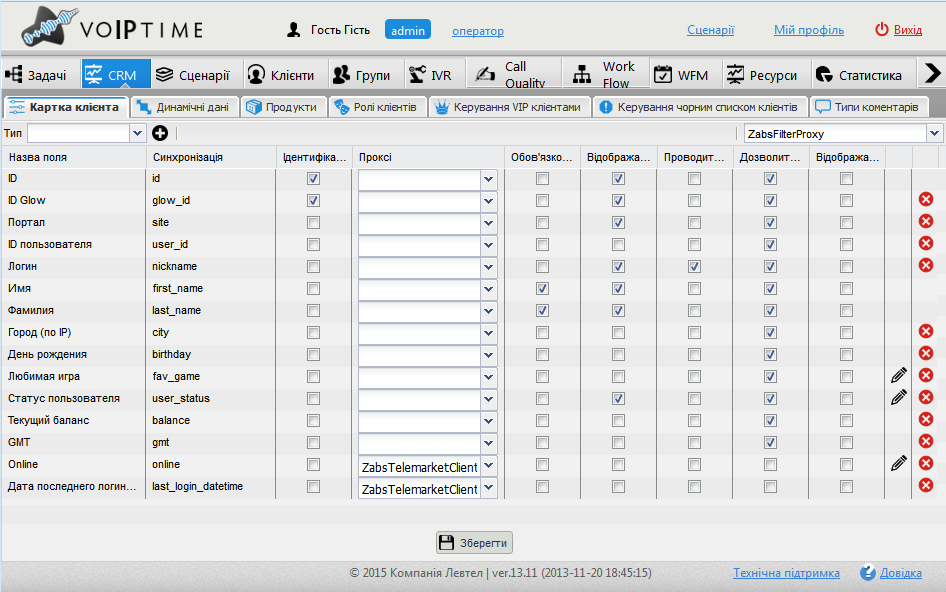 VOIPTIME Гость Гість admin оператор Сценарії Мій профіль Вихід
Задачі CRM Сценарії Клієнти Групи IVR Call Quality Work Flow WFM Ресурси Статистика
Картка клієнта Динамічні дані Продукти Ролі клієнтів Керування VIP клієнтами Керування чорним списком клієнтів Типи коментарів
Тип ZabsFilterProxy
Назва поля Синхронізація Ідентифіка... Проксі Обов'язко... Відобража... Проводит... Дозволит... Відобража...
ID id
ID Glow glow_id
Портал site
ID пользователя user_id
Логин nickname
Имя first_name
Фамилия last_name
Город (по IP) city
День рождения birthday
Любимая игра fav_game
Статус пользователя user_status
Текущий баланс balance
GMT gmt
Online online ZabsTelemarketClient
Дата последнего логин... last_login_datetime ZabsTelemarketClient
Зберегти
© 2015 Компанія Левтел | ver.13.11 (2013-11-20 18:45:15) Технічна підтримка Довідка